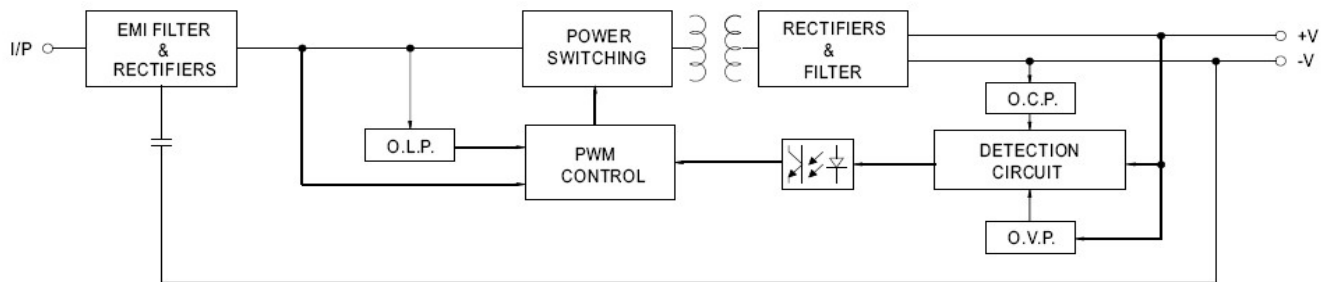 I/P
EMI FILTER
&
RECTIFIERS
POWER
SWITCHING
RECTIFIERS
&
FILTER
+V
-V
O.C.P.
O.L.P.
PWM
CONTROL
DETECTION
CIRCUIT
O.V.P.